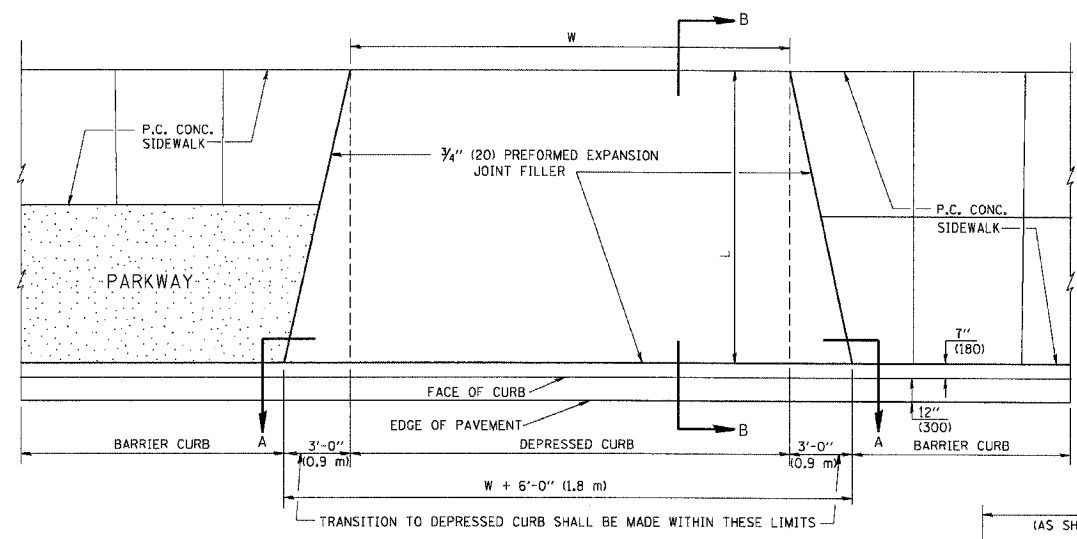 B
W
P.C. CONC.
SIDEWALK
3/4" (20) PREFORMED EXPANSION
JOINT FILLER
P.C. CONC.
SIDEWALK
L
PARKWAY
7"
(180)
FACE OF CURB
12"
(300)
EDGE OF PAVEMENT
A
B
A
BARRIER CURB
3'-0"
(0.9 m)
DEPRESSED CURB
3'-0"
(0.9 m)
BARRIER CURB
W + 6'-0" (1.8 m)
TRANSITION TO DEPRESSED CURB SHALL BE MADE WITHIN THESE LIMITS
(AS SH